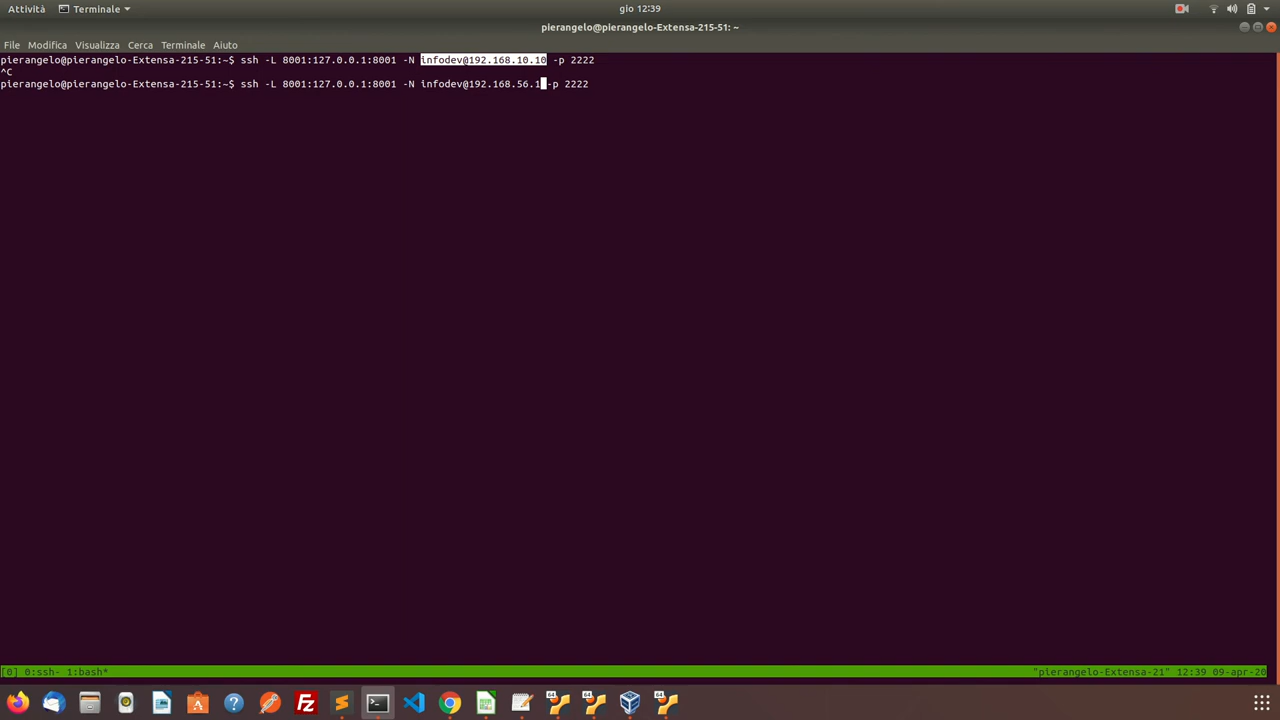 Attività Terminale gio 12:39
pierangelo@pierangelo-Extensa-215-51: ~
File Modifica Visualizza Cerca Terminale Aiuto
pierangelo@pierangelo-Extensa-215-51:~$ ssh -L 8001:127.0.0.1:8001 -N infodev@192.168.10.10 -p 2222
^C
pierangelo@pierangelo-Extensa-215-51:~$ ssh -L 8001:127.0.0.1:8001 -N infodev@192.168.56.1 -p 2222
[0] 0:ssh- 1:bash* "pierangelo-Extensa-21" 12:39 09-apr-20